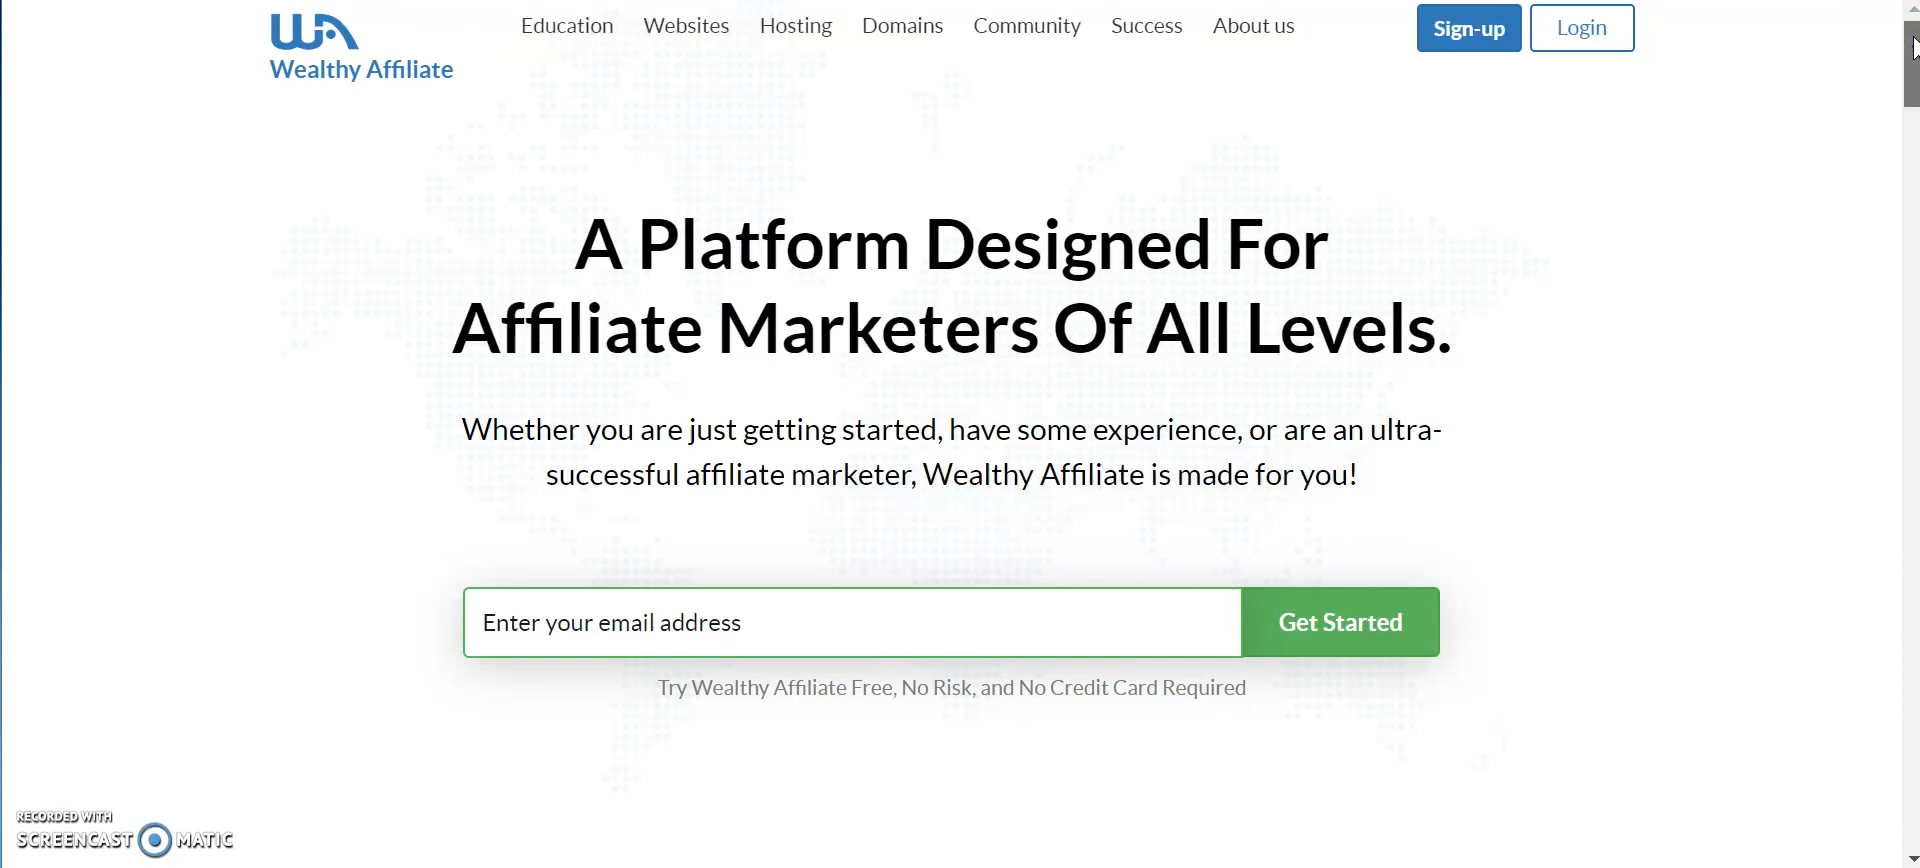 WA
Wealthy Affiliate
Education Websites Hosting Domains Community Success About us
Sign-up Login
A Platform Designed For
Affiliate Marketers Of All Levels.
Whether you are just getting started, have some experience, or are an ultra-
successful affiliate marketer, Wealthy Affiliate is made for you!
Enter your email address Get Started
Try Wealthy Affiliate Free, No Risk, and No Credit Card Required
RECORDED WITH
SCREENCAST MATIC